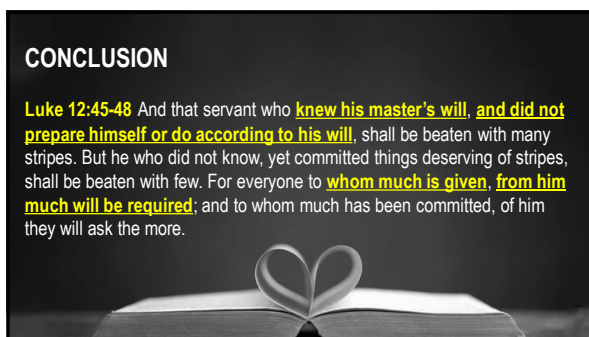 CONCLUSION
Luke 12:45-48 And that servant who knew his master's will, and did not
prepare himself or do according to his will, shall be beaten with many
stripes. But he who did not know, yet committed things deserving of stripes,
shall be beaten with few. For everyone to whom much is given, from him
much will be required; and to whom much has been committed, of him
they will ask the more.